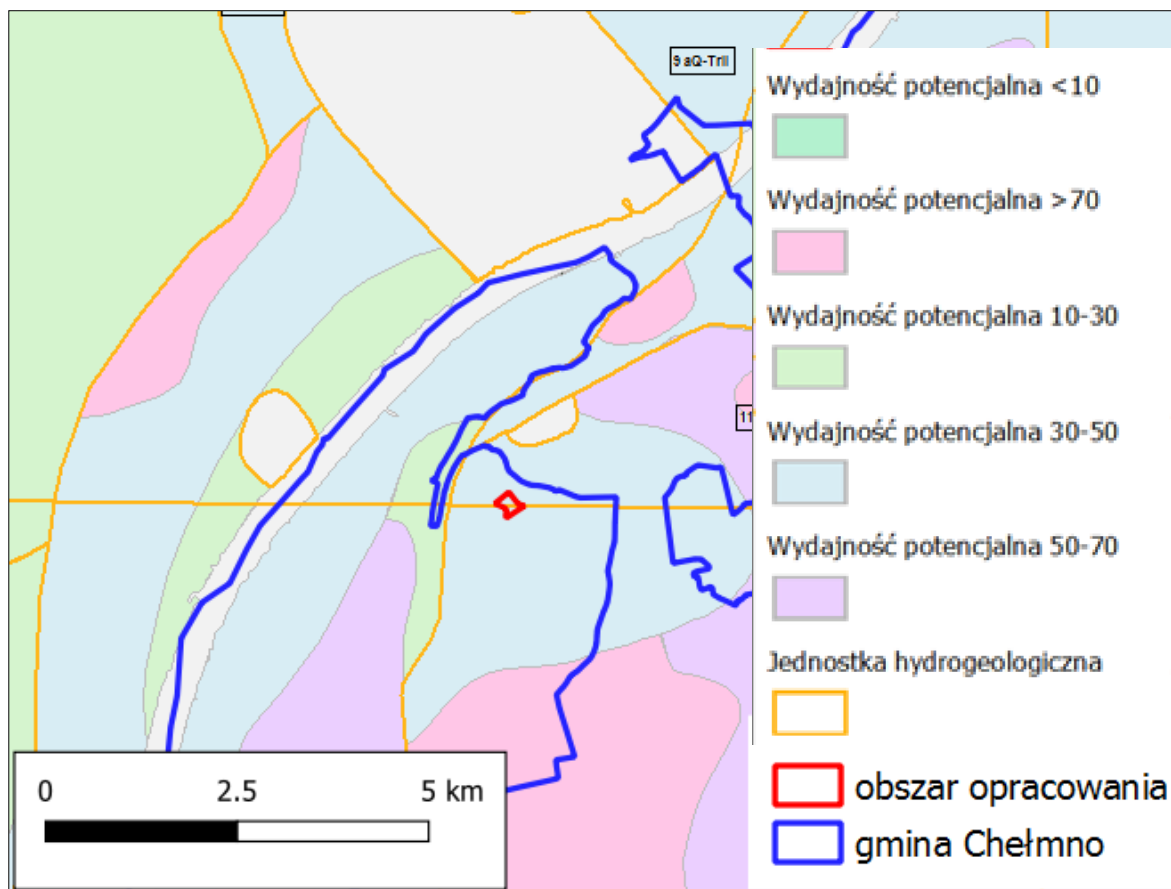 9 aQ-TrII
Wydajność potencjalna <10
Wydajność potencjalna >70
Wydajność potencjalna 10-30
Wydajność potencjalna 30-50
11
Wydajność potencjalna 50-70
Jednostka hydrogeologiczna
0 2.5 5 km
obszar opracowania
gmina Chełmno